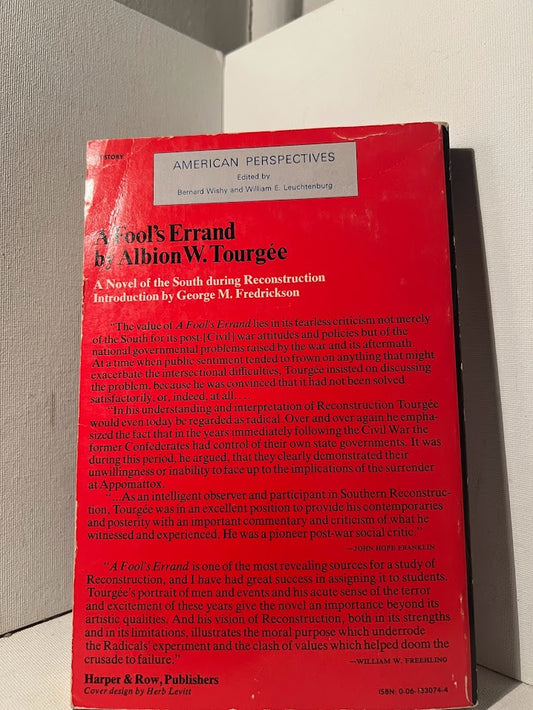 AMERICAN PERSPECTIVES
Edited by
Bernard Wishy and William E. Leuchtenburg
A Fool's Errand
by Albion W. Tourgée
A Novel of the South during Reconstruction
Introduction by George M. Fredrickson
"The value of A Fool's Errand lies in its fearless criticism not merely
of the South for its post [Civil] war attitudes and policies but of the
national governmental problems raised by the war and its aftermath.
At a time when public sentiment tended to frown on anything that might
exacerbate the intersectional difficulties, Tourgée insisted on discussing
the problem, because he was convinced that it had not been solved
satisfactorily, or, indeed, at all....
"In his understanding and interpretation of Reconstruction Tourgée
would even today be regarded as radical. Over and over again he empha-
sized the fact that in the years immediately following the Civil War the
former Confederates had control of their own state governments. It was
during this period, he argued, that they clearly demonstrated their
unwillingness or inability to face up to the implications of the surrender
at Appomattox.
"...As an intelligent observer and participant in Southern Reconstruc-
tion, Tourgée was in an excellent position to provide his contemporaries
and posterity with an important commentary and criticism of what he
witnessed and experienced. He was a pioneer post-war social critic."
—JOHN HOPE FRANKLIN
"A Fool's Errand is one of the most revealing sources for a study of
Reconstruction, and I have had great success in assigning it to students.
Tourgée's portrait of men and events and his acute sense of the terror
and excitement of these years give the novel an importance beyond its
artistic qualities. And his vision of Reconstruction, both in its strengths
and in its limitations, illustrates the moral purpose which underrode
the Radicals' experiment and the clash of values which helped doom the
crusade to failure."
—WILLIAM W. FREEHLING
Harper & Row, Publishers
Cover design by Herb Levitt
ISBN: 0-06-133074-4